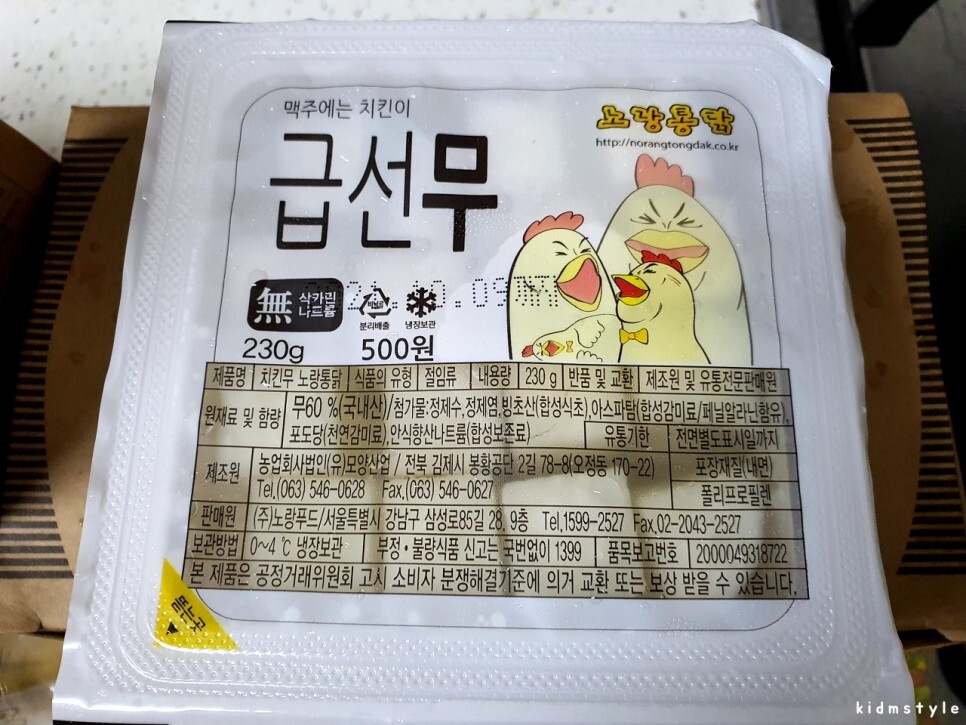 맥주에는 치킨이
급선무
노랑통닭
http://norangtongdak.co.kr
無 삭카린
나트륨
분리배출
냉장보관
230g
500원
제품명 치킨무 노랑통닭 식품의 유형 절임류 내용량 230 g 반품 및 교환 제조원 및 유통전문판매원
원재료 및 함량 무60 %(국내산)/첨가물:정제수,정제염,빙초산(합성식초),아스파탐(합성감미료/페닐알라닌함유),
포도당(천연감미료),안식향산나트륨(합성보존료) 유통기한 전면별도표시일까지
제조원 농업회사법인(유)모양산업 / 전북 김제시 봉황공단 2길 78-8(오정동 170-22) 포장재질(내면)
Tel.(063) 546-0628 Fax.(063) 546-0627 폴리프로필렌
판매원 (주)노랑푸드/서울특별시 강남구 삼성로85길 28, 9층 Tel,1599-2527 Fax.02-2043-2527
보관방법 0~4 ℃ 냉장보관 부정·불량식품 신고는 국번없이 1399 품목보고번호 2000049318722
본 제품은 공정거래위원회 고시 소비자 분쟁해결기준에 의거 교환 또는 보상 받을 수 있습니다.
뜯는곳
kidmstyle